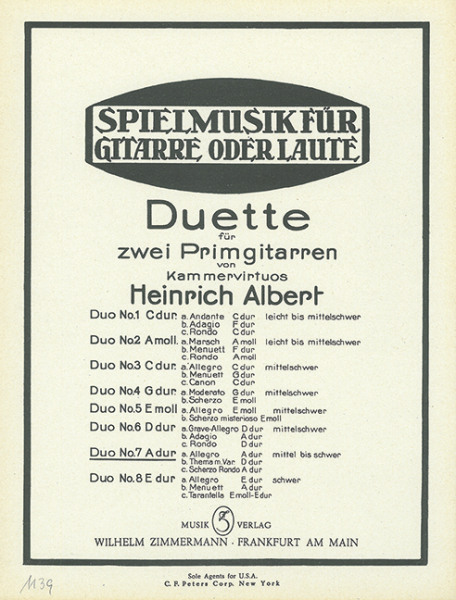 SPIELMUSIK FÜR
GITARRE ODER LAUTE
Duette
für
zwei Primgitarren
von
Kammervirtuos
Heinrich Albert
Duo No.1 C dur. a. Andante C dur leicht bis mittelschwer
b. Adagio F dur
c. Rondo C dur
Duo No.2 A moll. a. Marsch A moll leicht bis mittelschwer
b. Menuett F dur
c. Rondo A moll
Duo No.3 C dur. a. Allegro C dur mittelschwer
b. Menuett G dur
c. Canon C dur
Duo No.4 G dur a. Moderato G dur mittelschwer
b. Scherzo E moll
Duo No.5 E moll a. Allegro E moll mittelschwer
b. Scherzo misterioso E moll
Duo No.6 D dur a. Grave-Allegro D dur mittelschwer
b. Adagio A dur
c. Rondo D dur
Duo No.7 A dur a. Allegro A dur mittel bis schwer
b. Thema m. Var. D dur
c. Scherzo Rondo A dur
Duo No.8 E dur a. Allegro E dur schwer
b. Menuett A dur
c. Tarantella E moll-E dur
MUSIK Z VERLAG
WILHELM ZIMMERMANN · FRANKFURT AM MAIN
1139
Sole Agents for U.S.A.
C. F. Peters Corp. New York